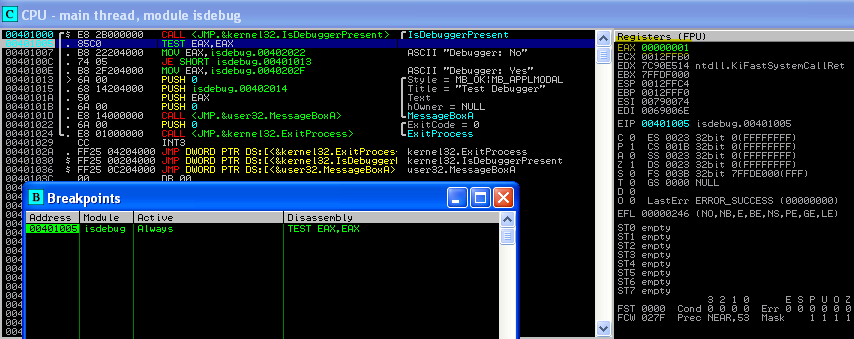 C CPU - main thread, module isdebug
00401000 $ E8 2B000000 CALL <JMP.&kernel32.IsDebuggerPresent> IsDebuggerPresent
. 85C0 TEST EAX,EAX
00401007 . B8 22204000 MOV EAX,isdebug.00402022 ASCII "Debugger: No"
0040100C . 74 05 JE SHORT isdebug.00401013
0040100E . B8 2F204000 MOV EAX,isdebug.0040202F ASCII "Debugger: Yes"
00401013 > 6A 00 PUSH 0 Style = MB_OK|MB_APPLMODAL
00401015 . 68 14204000 PUSH isdebug.00402014 Title = "Test Debugger"
0040101A . 50 PUSH EAX Text
0040101B . 6A 00 PUSH 0 hOwner = NULL
0040101D . E8 14000000 CALL <JMP.&user32.MessageBoxA> MessageBoxA
00401022 . 6A 00 PUSH 0 ExitCode = 0
00401024 . E8 01000000 CALL <JMP.&kernel32.ExitProcess> ExitProcess
00401029 CC INT3
0040102A . FF25 04204000 JMP DWORD PTR DS:[<&kernel32.ExitProces kernel32.ExitProcess
00401030 $ FF25 00204000 JMP DWORD PTR DS:[<&kernel32.IsDebugger kernel32.IsDebuggerPresent
00401036 $ FF25 0C204000 JMP DWORD PTR DS:[<&user32.MessageBoxA> user32.MessageBoxA
0040103C 00 DB 00
Registers (FPU)
EAX 00000001
ECX 0012FFB0
EDX 7C90E514 ntdll.KiFastSystemCallRet
EBX 7FFDF000
ESP 0012FFC4
EBP 0012FFF0
ESI 00790074
EDI 0069006E
EIP 00401005 isdebug.00401005
C 0 ES 0023 32bit 0(FFFFFFFF)
P 1 CS 001B 32bit 0(FFFFFFFF)
A 0 SS 0023 32bit 0(FFFFFFFF)
Z 1 DS 0023 32bit 0(FFFFFFFF)
S 0 FS 003B 32bit 7FFDE000(FFF)
T 0 GS 0000 NULL
D 0
O 0 LastErr ERROR_SUCCESS (00000000)
EFL 00000246 (NO,NB,E,BE,NS,PE,GE,LE)
ST0 empty
ST1 empty
ST2 empty
ST3 empty
ST4 empty
ST5 empty
ST6 empty
ST7 empty
3 2 1 0 E S P U O Z
FST 0000 Cond 0 0 0 0 Err 0 0 0 0 0 0
FCW 027F Prec NEAR,53 Mask 1 1 1 1
B Breakpoints
Address Module Active Disassembly
00401005 isdebug Always TEST EAX,EAX